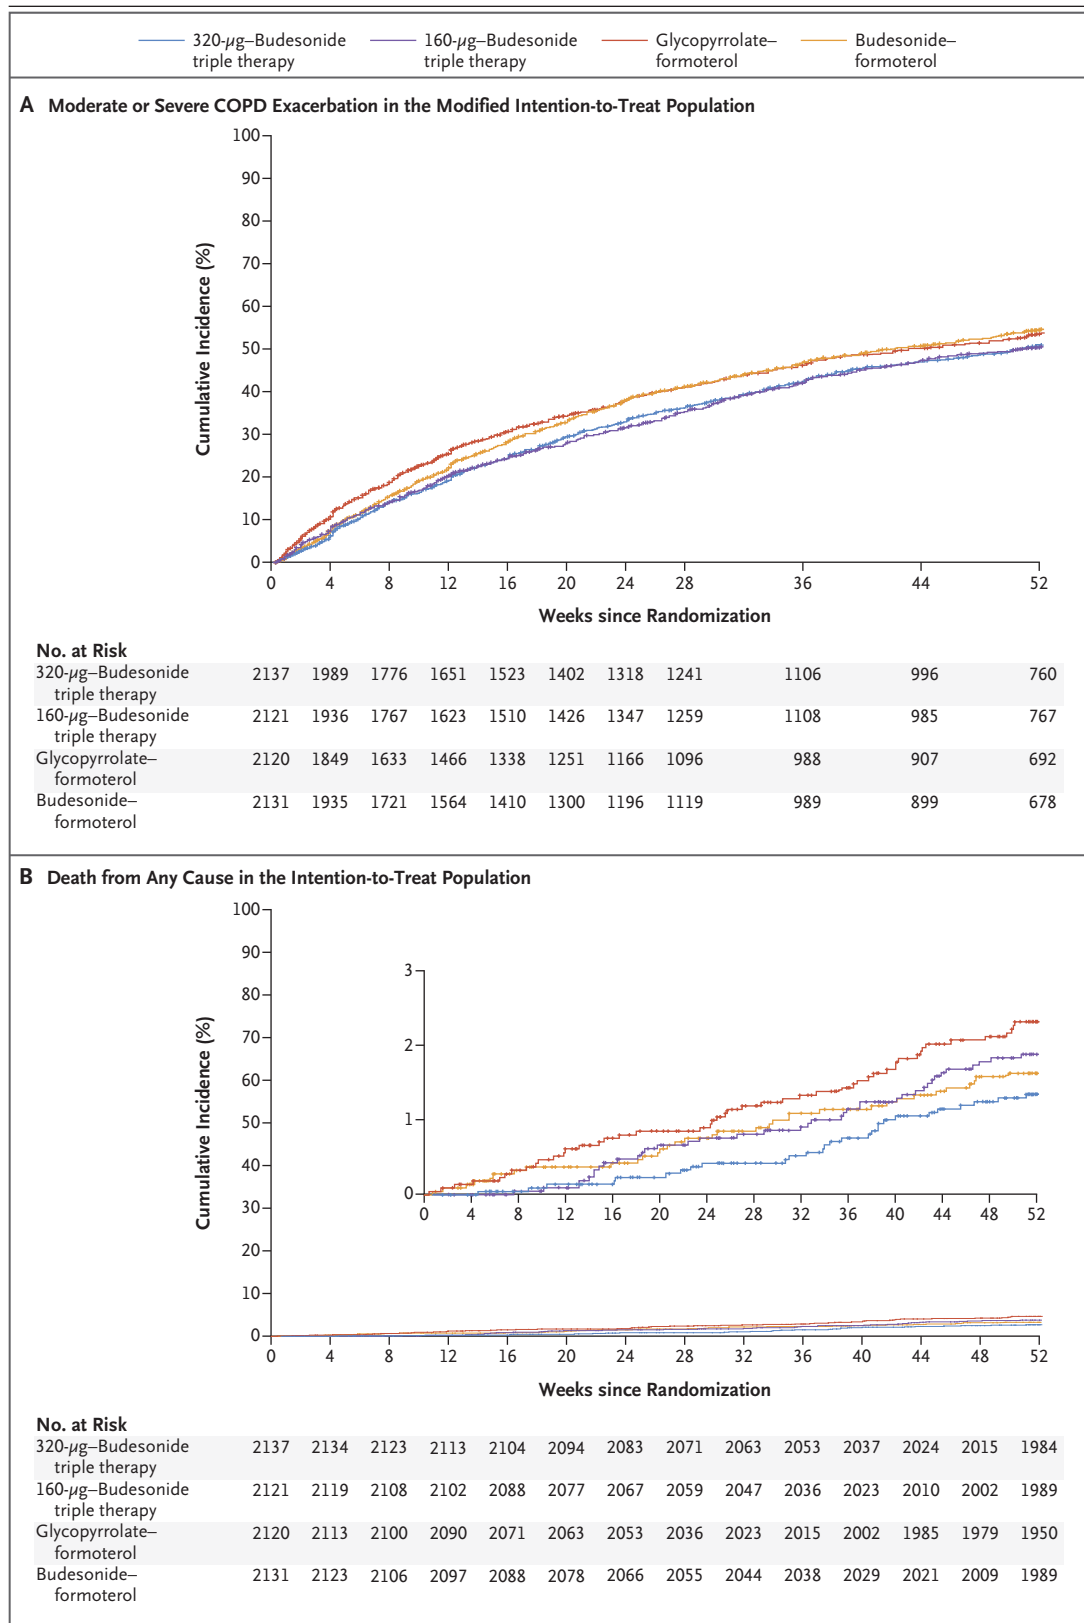 320-µg–Budesonide triple therapy
160-µg–Budesonide triple therapy
Glycopyrrolate–formoterol
Budesonide–formoterol
A Moderate or Severe COPD Exacerbation in the Modified Intention-to-Treat Population
Cumulative Incidence (%)
100
90
80
70
60
50
40
30
20
10
0
0 4 8 12 16 20 24 28 36 44 52
Weeks since Randomization
No. at Risk
320-µg–Budesonide 2137 1989 1776 1651 1523 1402 1318 1241 1106 996 760
triple therapy
160-µg–Budesonide 2121 1936 1767 1623 1510 1426 1347 1259 1108 985 767
triple therapy
Glycopyrrolate– 2120 1849 1633 1466 1338 1251 1166 1096 988 907 692
formoterol
Budesonide– 2131 1935 1721 1564 1410 1300 1196 1119 989 899 678
formoterol
B Death from Any Cause in the Intention-to-Treat Population
Cumulative Incidence (%)
100
90
80
70
60
50
40
30
20
10
0
3
2
1
0
0 4 8 12 16 20 24 28 32 36 40 44 48 52
0 4 8 12 16 20 24 28 32 36 40 44 48 52
Weeks since Randomization
No. at Risk
320-µg–Budesonide 2137 2134 2123 2113 2104 2094 2083 2071 2063 2053 2037 2024 2015 1984
triple therapy
160-µg–Budesonide 2121 2119 2108 2102 2088 2077 2067 2059 2047 2036 2023 2010 2002 1989
triple therapy
Glycopyrrolate– 2120 2113 2100 2090 2071 2063 2053 2036 2023 2015 2002 1985 1979 1950
formoterol
Budesonide– 2131 2123 2106 2097 2088 2078 2066 2055 2044 2038 2029 2021 2009 1989
formoterol